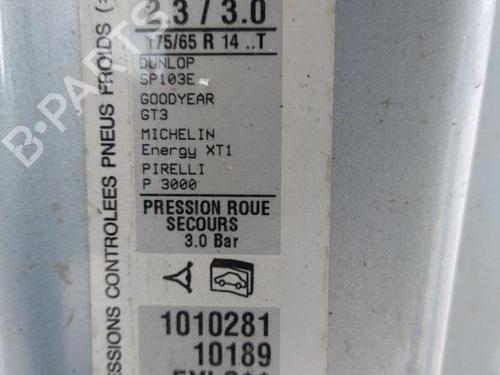 2.3 / 3.0
175/65 R 14 ..T
DUNLOP
SP103E
GOODYEAR
GT3
MICHELIN
Energy XT1
PIRELLI
P 3000
PRESSION ROUE
SECOURS
3.0 Bar
1010281
10189
ESSIONS CONTROLEES PNEUS FROIDS (